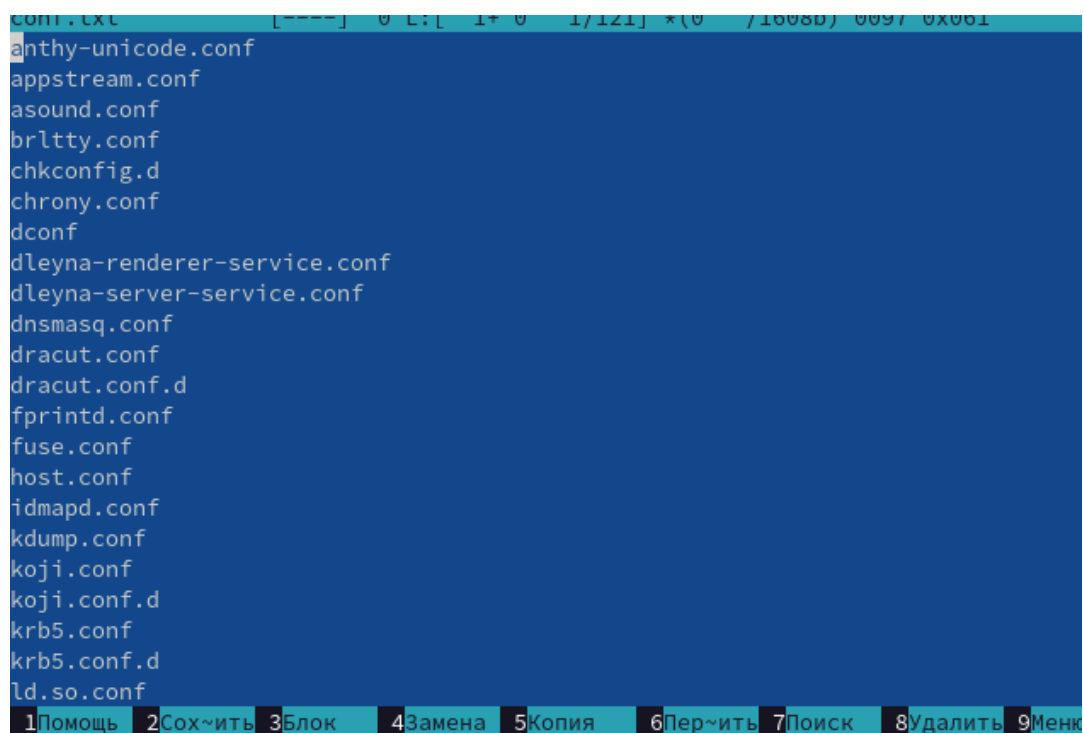 conf.txt [----] 0 L:[ 1+ 0 1/121] *(0 /1608b) 0097 0x061
anthy-unicode.conf
appstream.conf
asound.conf
brltty.conf
chkconfig.d
chrony.conf
dconf
dleyna-renderer-service.conf
dleyna-server-service.conf
dnsmasq.conf
dracut.conf
dracut.conf.d
fprintd.conf
fuse.conf
host.conf
idmapd.conf
kdump.conf
koji.conf
koji.conf.d
krb5.conf
krb5.conf.d
ld.so.conf
1Помощь 2Сох~ить 3Блок 4Замена 5Копия 6Пер~ить 7Поиск 8Удалить 9Меню